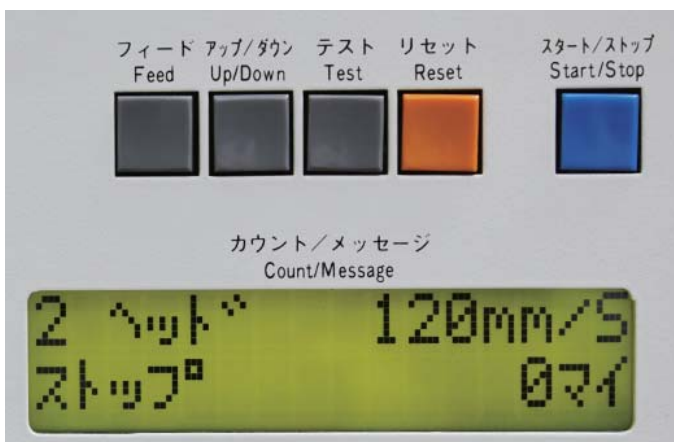 フィード アップ/ダウン テスト リセット スタート/ストップ
Feed Up/Down Test Reset Start/Stop
カウント/メッセージ
Count/Message
2 ヘッド 120mm/S
ストップ 0マイ